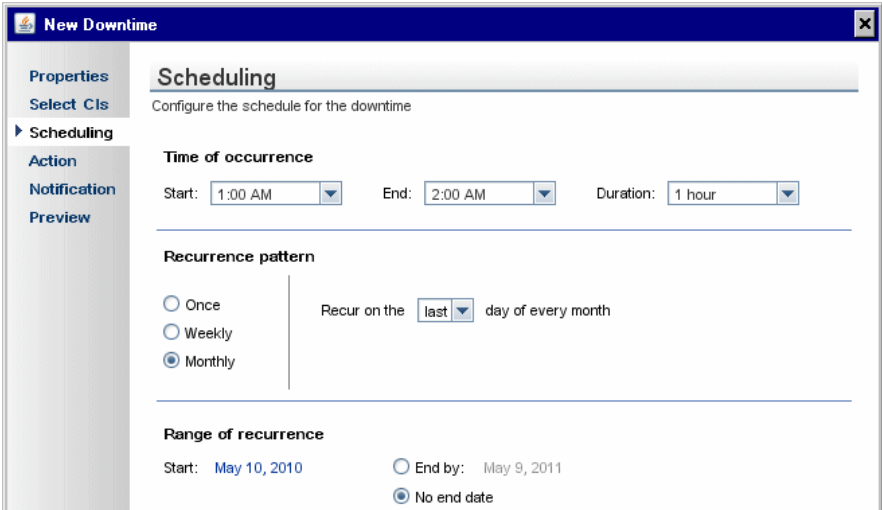 New Downtime
Properties
Select CIs
Scheduling
Action
Notification
Preview
Scheduling
Configure the schedule for the downtime
Time of occurrence
Start: 1:00 AM End: 2:00 AM Duration: 1 hour
Recurrence pattern
Once
Weekly
Monthly
Recur on the last day of every month
Range of recurrence
Start: May 10, 2010 End by: May 9, 2011
No end date